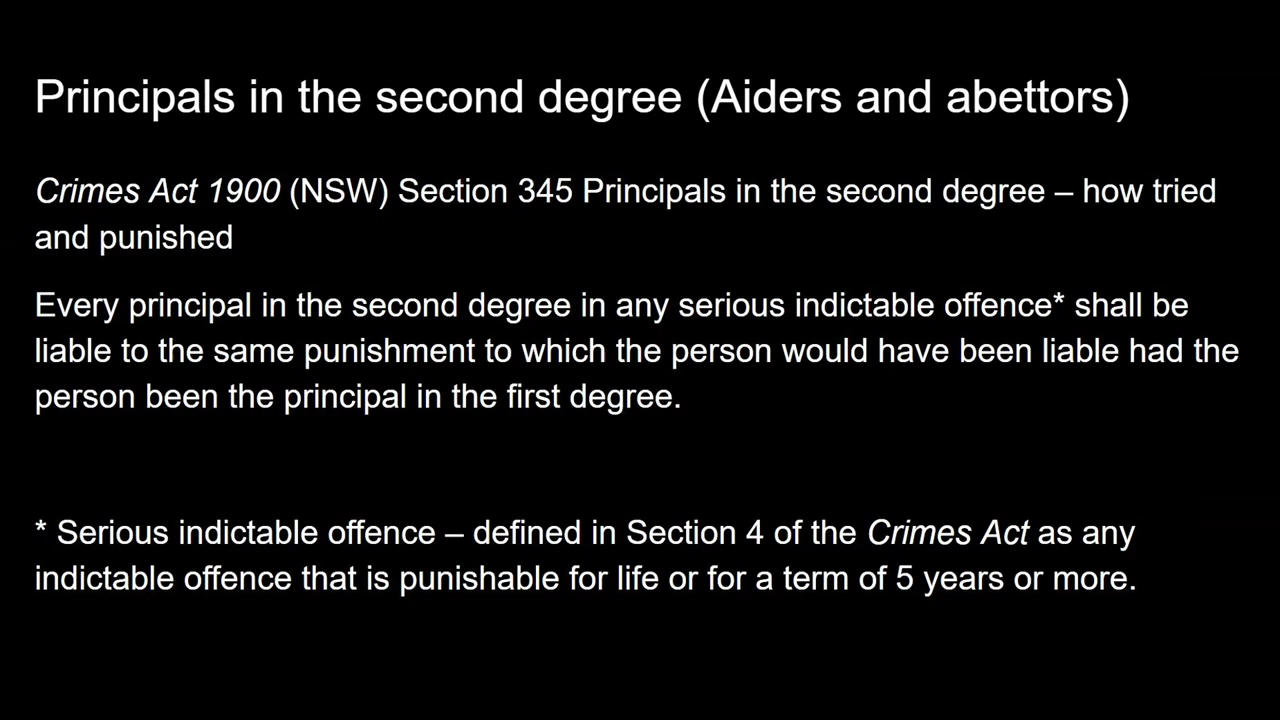 Principals in the second degree (Aiders and abettors)
Crimes Act 1900 (NSW) Section 345 Principals in the second degree – how tried
and punished
Every principal in the second degree in any serious indictable offence* shall be
liable to the same punishment to which the person would have been liable had the
person been the principal in the first degree.
* Serious indictable offence – defined in Section 4 of the Crimes Act as any
indictable offence that is punishable for life or for a term of 5 years or more.